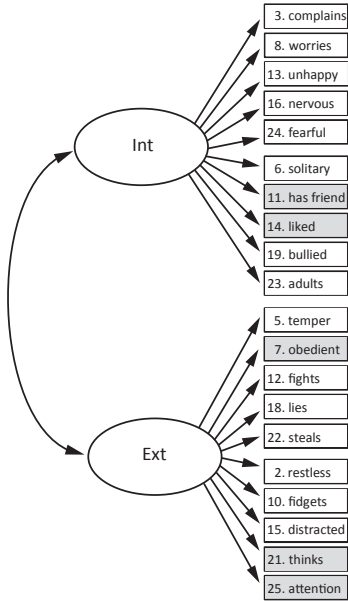 3. complains
8. worries
13. unhappy
16. nervous
24. fearful
6. solitary
11. has friend
14. liked
19. bullied
23. adults
Int
5. temper
7. obedient
12. fights
18. lies
22. steals
2. restless
10. fidgets
15. distracted
21. thinks
25. attention
Ext